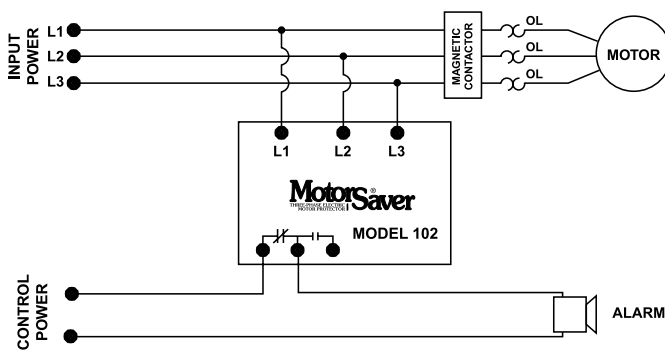 INPUT
POWER
L1
L2
L3
MAGNETIC
CONTACTOR
OL
OL
OL
MOTOR
L1
L2
L3
MotorSaver®
THREE-PHASE ELECTRIC
MOTOR PROTECTOR
MODEL 102
CONTROL
POWER
ALARM